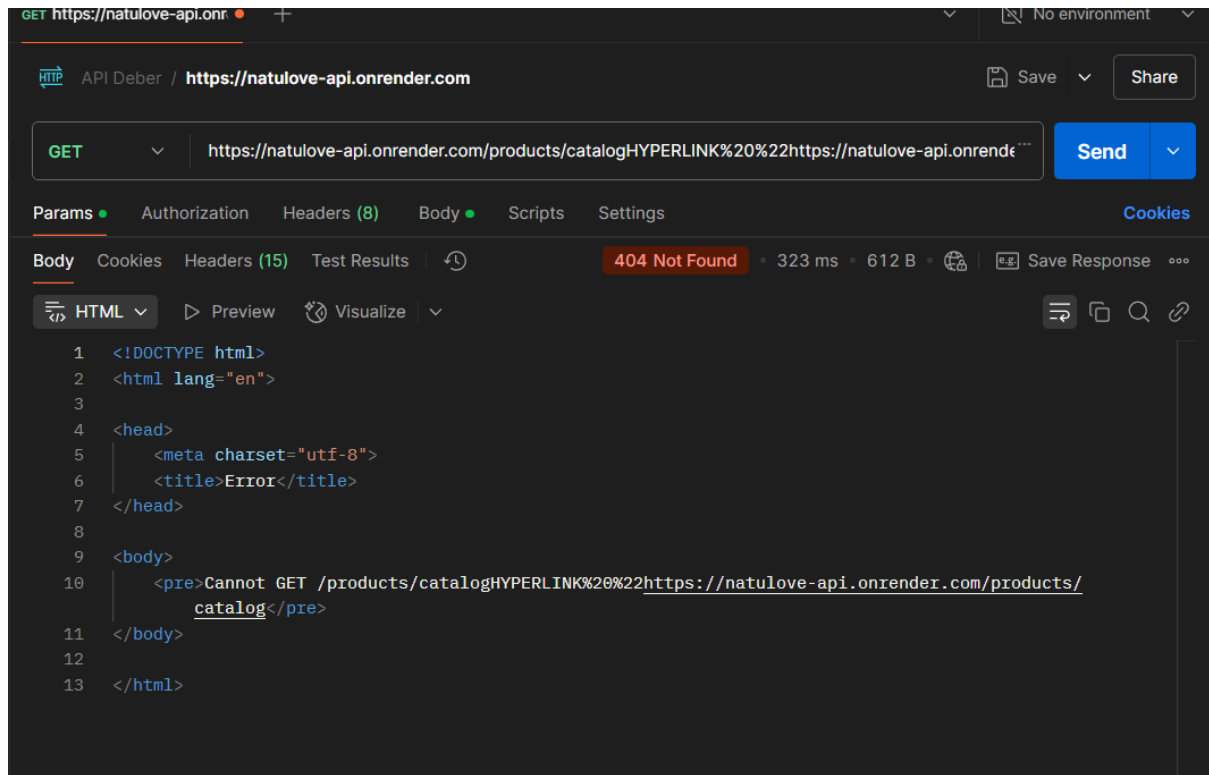 GET https://natulove-api.onr
No environment
HTTP API Deber / https://natulove-api.onrender.com Save Share
GET https://natulove-api.onrender.com/products/catalogHYPERLINK%20%22https://natulove-api.onrende... Send
Params Authorization Headers (8) Body Scripts Settings Cookies
Body Cookies Headers (15) Test Results 404 Not Found 323 ms 612 B e.g. Save Response
HTML Preview Visualize
1 <!DOCTYPE html>
2 <html lang="en">
3
4 <head>
5 <meta charset="utf-8">
6 <title>Error</title>
7 </head>
8
9 <body>
10 <pre>Cannot GET /products/catalogHYPERLINK%20%22https://natulove-api.onrender.com/products/
catalog</pre>
11 </body>
12
13 </html>